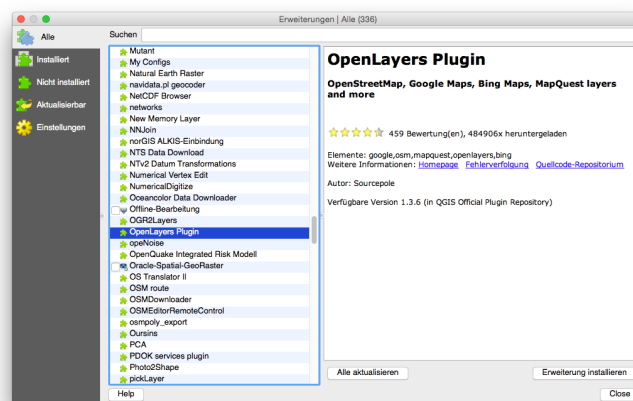 Erweiterungen | Alle (336)
Alle
Installiert
Nicht installiert
Aktualisierbar
Einstellungen
Suchen
Mutant
My Configs
Natural Earth Raster
navidata.pl geocoder
NetCDF Browser
networks
New Memory Layer
NNJoin
norGIS ALKIS-Einbindung
NTS Data Download
NTv2 Datum Transformations
Numerical Vertex Edit
NumericalDigitize
Oceancolor Data Downloader
Offline-Bearbeitung
OGR2Layers
OpenLayers Plugin
opeNoise
OpenQuake Integrated Risk Modell
Oracle-Spatial-GeoRaster
OS Translator II
OSM route
OSMDownloader
OSMEditorRemoteControl
osmpoly_export
Oursins
PCA
PDOK services plugin
Photo2Shape
pickLayer
OpenLayers Plugin
OpenStreetMap, Google Maps, Bing Maps, MapQuest layers
and more
459 Bewertung(en), 484906x heruntergeladen
Elemente: google,osm,mapquest,openlayers,bing
Weitere Informationen: Homepage Fehlerverfolgung Quellcode-Repositorium
Autor: Sourcepole
Verfügbare Version 1.3.6 (in QGIS Official Plugin Repository)
Alle aktualisieren
Erweiterung installieren
Help
Close